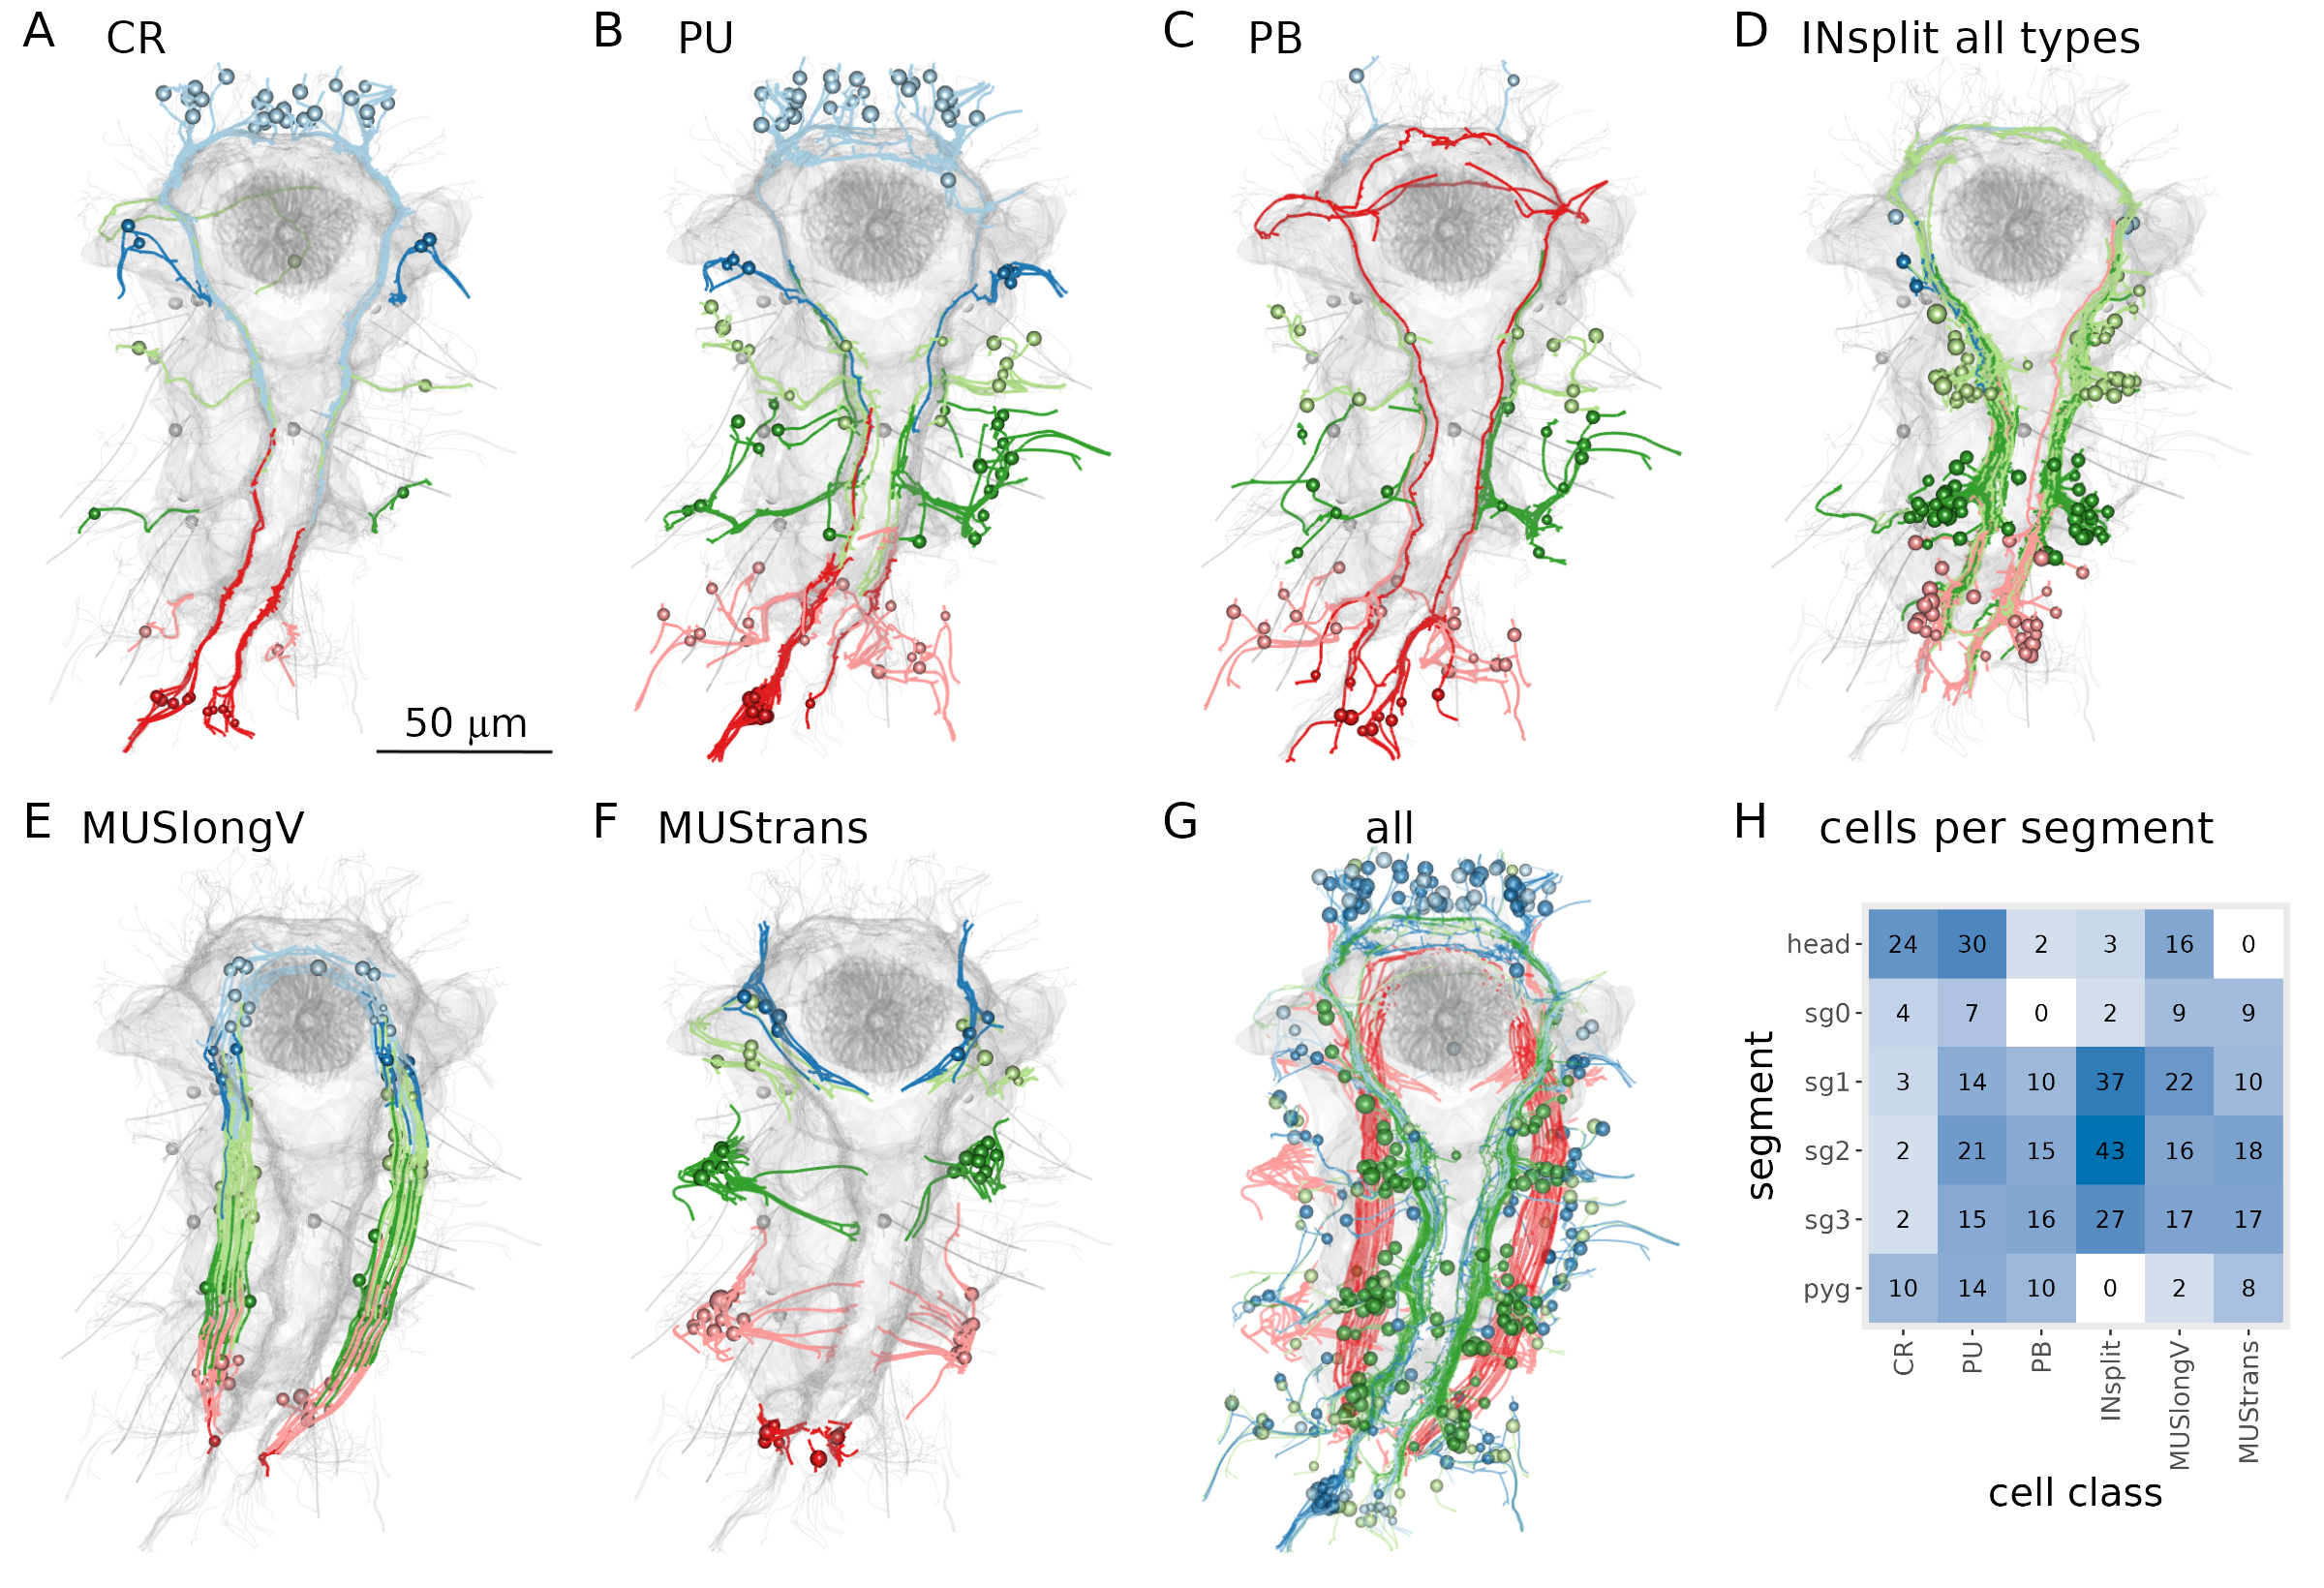 A CR
B PU
C PB
D INsplit all types
50 μm
E MUSlongV
F MUStrans
G all
H cells per segment
segment
head 24 30 2 3 16 0
sg0 4 7 0 2 9 9
sg1 3 14 10 37 22 10
sg2 2 21 15 43 16 18
sg3 2 15 16 27 17 17
pyg 10 14 10 0 2 8
CR PU PB INsplit MUSlongV MUStrans
cell class